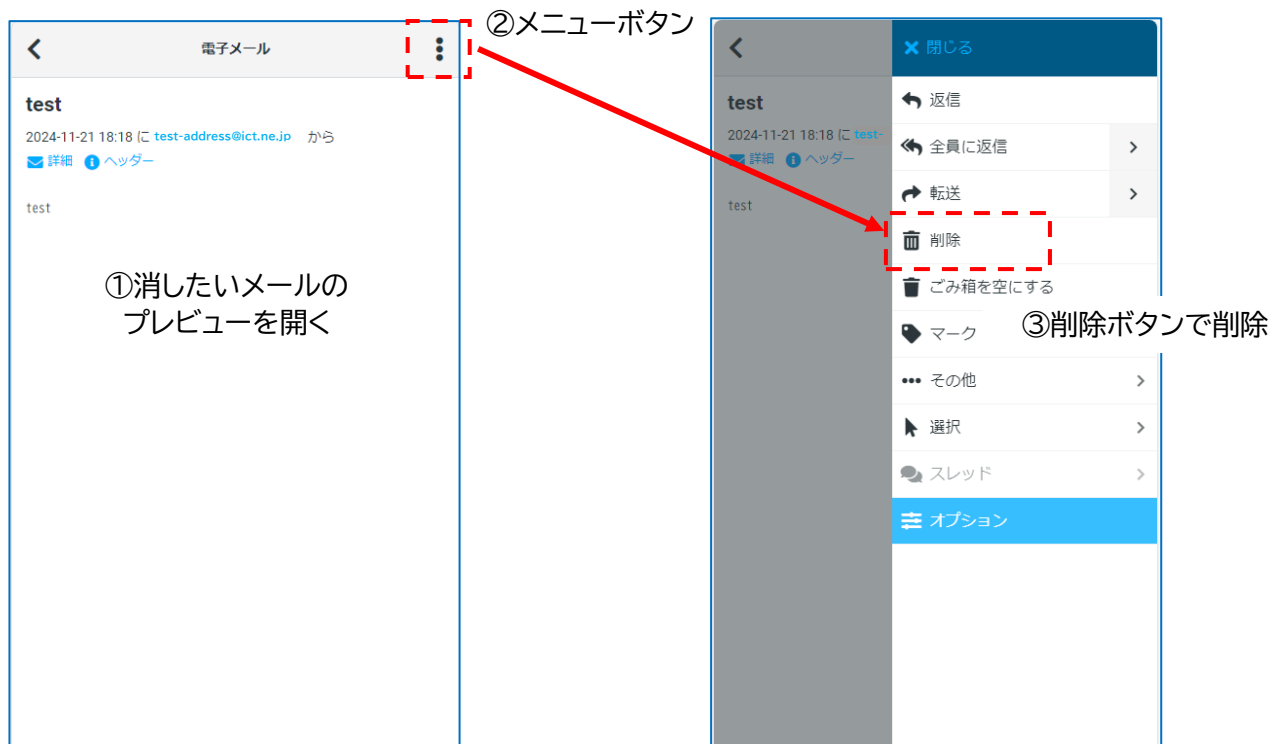 ②メニューボタン
電子メール
test
2024-11-21 18:18 に test-address@ict.ne.jp から
詳細 ヘッダー
test
①消したいメールの
プレビューを開く
test
2024-11-21 18:18 に test-
詳細 ヘッダー
test
閉じる
返信
全員に返信
転送
削除
ごみ箱を空にする
③削除ボタンで削除
マーク
その他
選択
スレッド
オプション